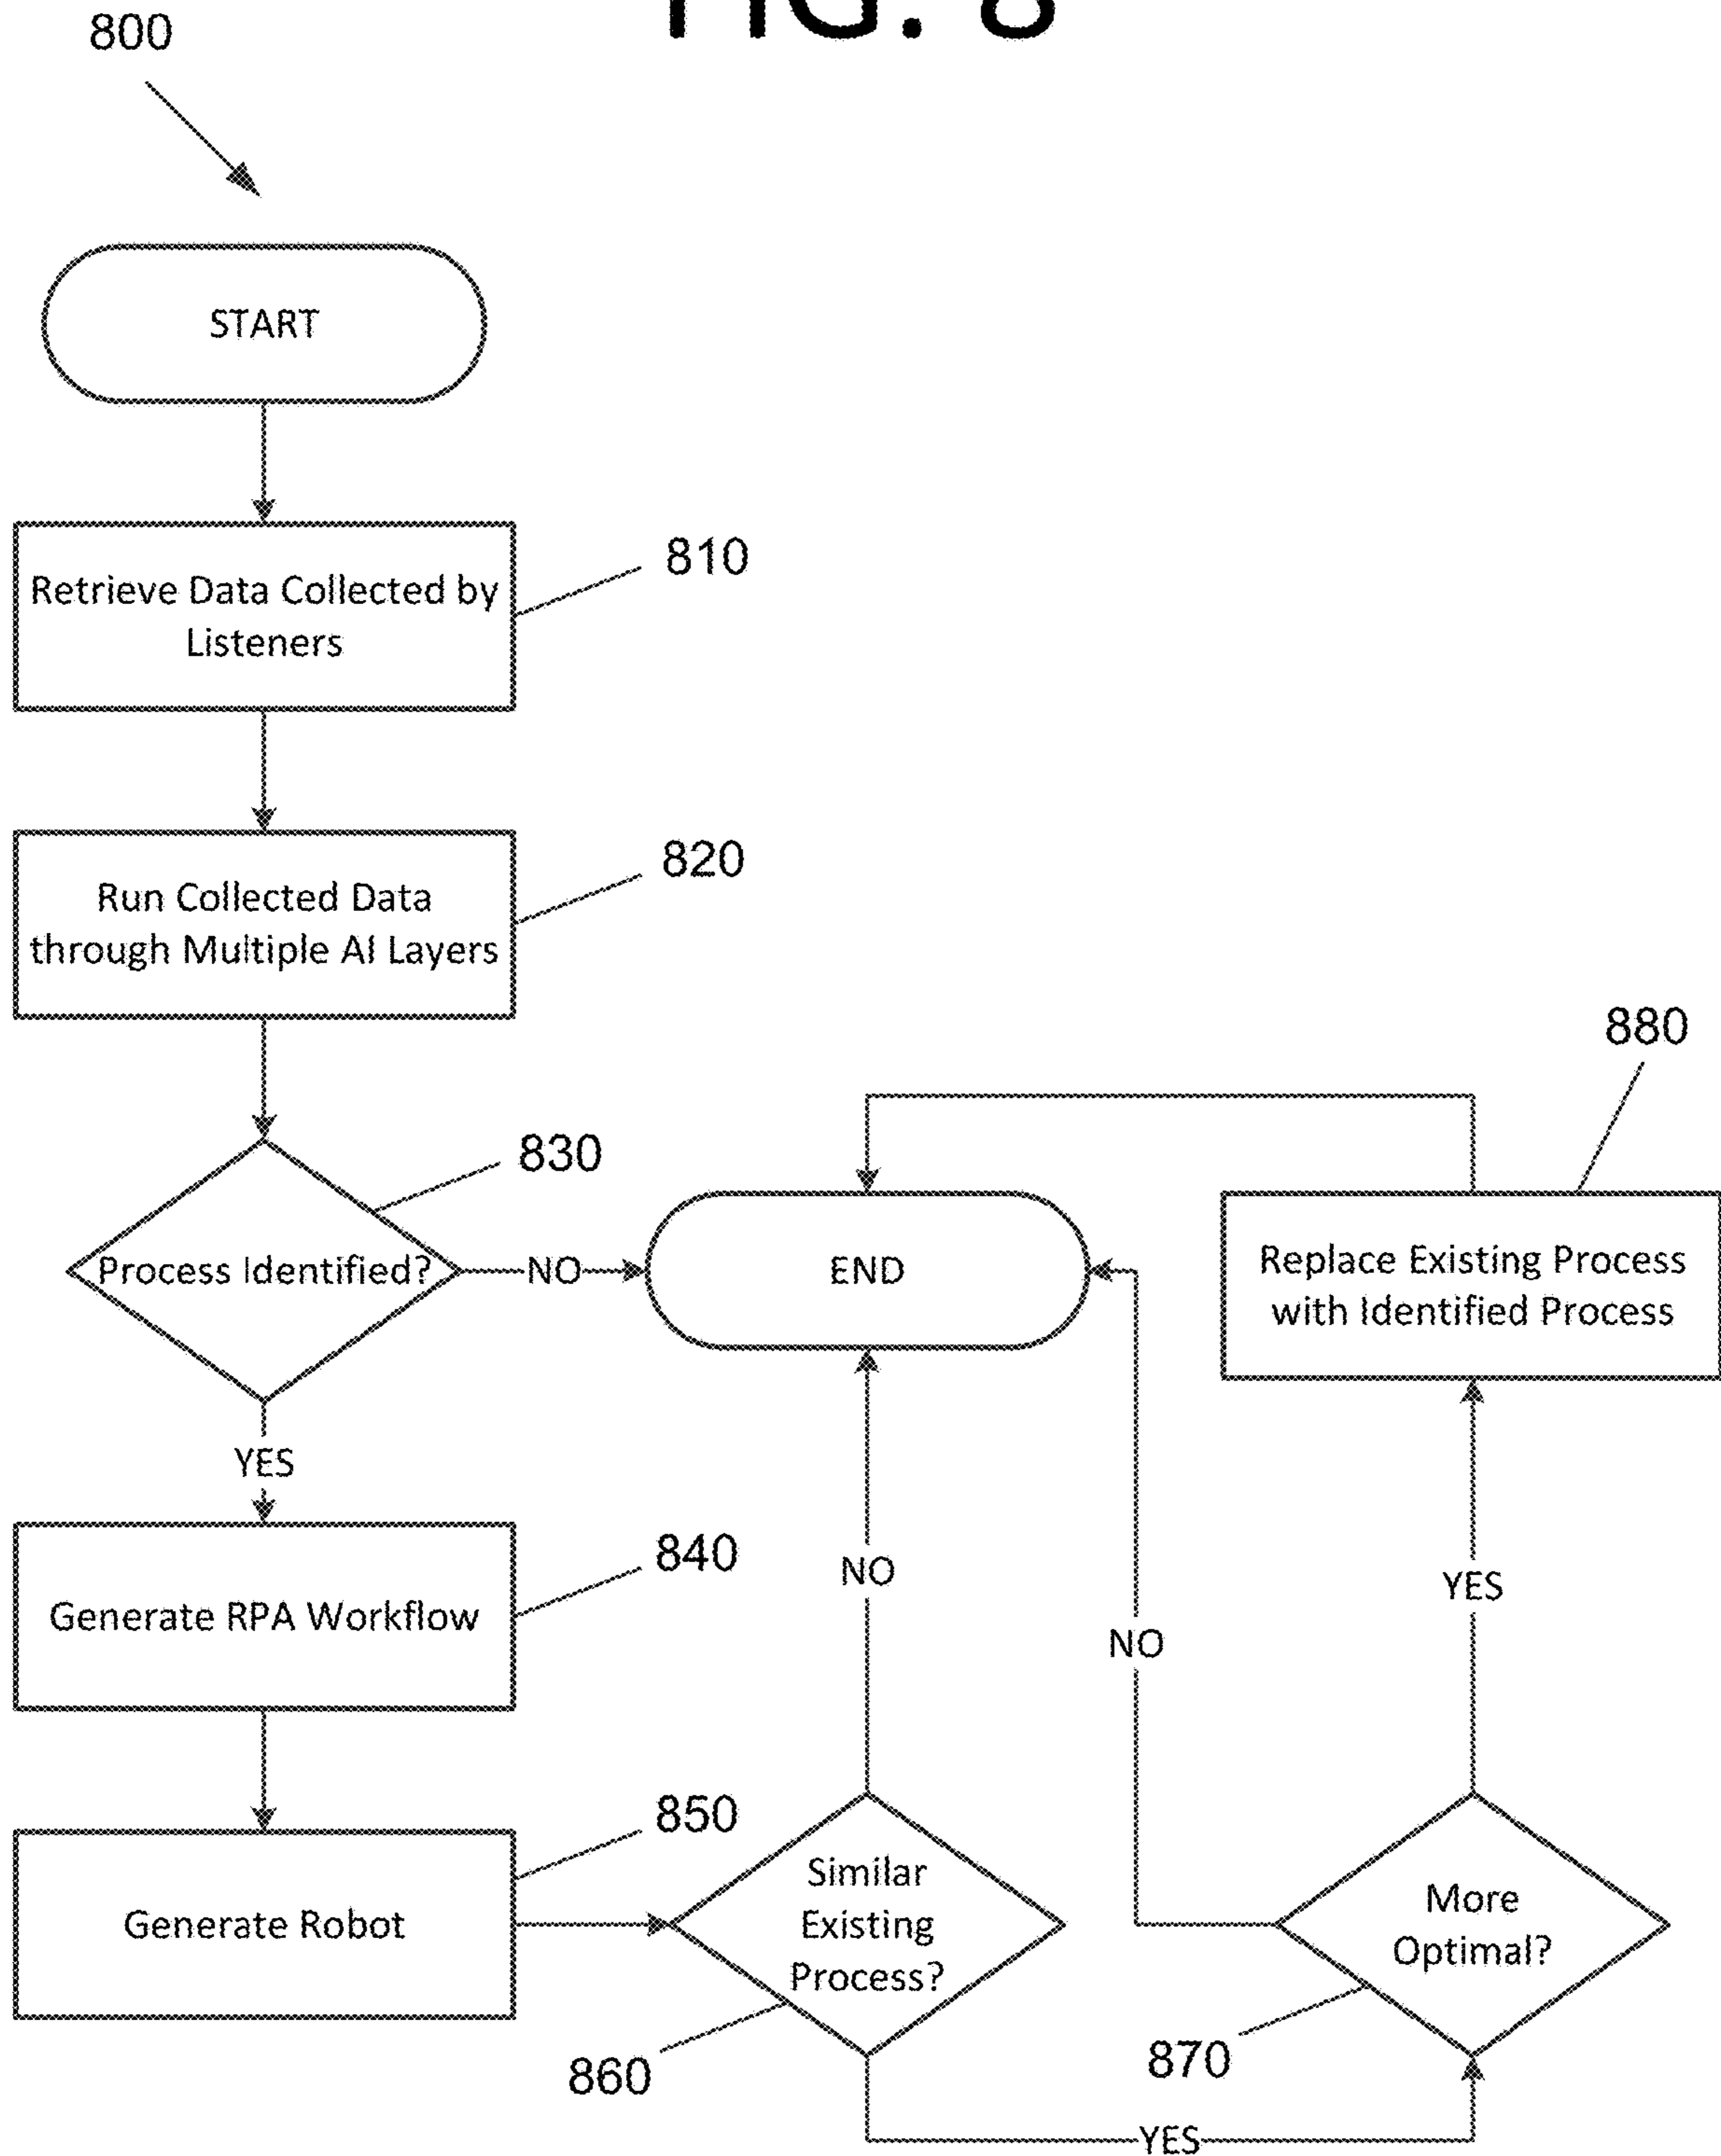 FIG. 8
800
START
810
Retrieve Data Collected by
Listeners
820
Run Collected Data
through Multiple AI Layers
880
830
Process Identified?
NO
END
Replace Existing Process
with Identified Process
YES
840
Generate RPA Workflow
NO
YES
NO
850
Generate Robot
Similar
Existing
Process?
More
Optimal?
860
870
YES